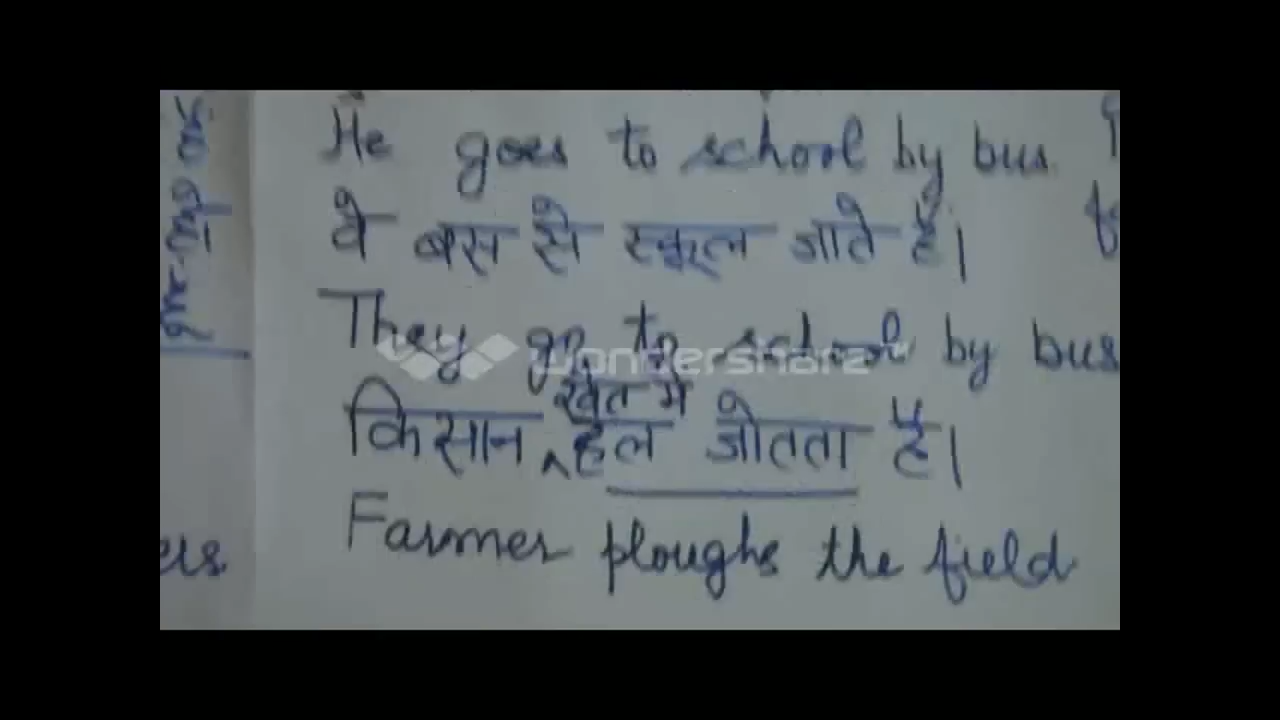 He goes to school by bus
वे बस से स्कूल जाते हैं।
They go to school by bus
wondershare
खेत मे
किसान ^ हल जोतता है।
Farmer ploughs the field